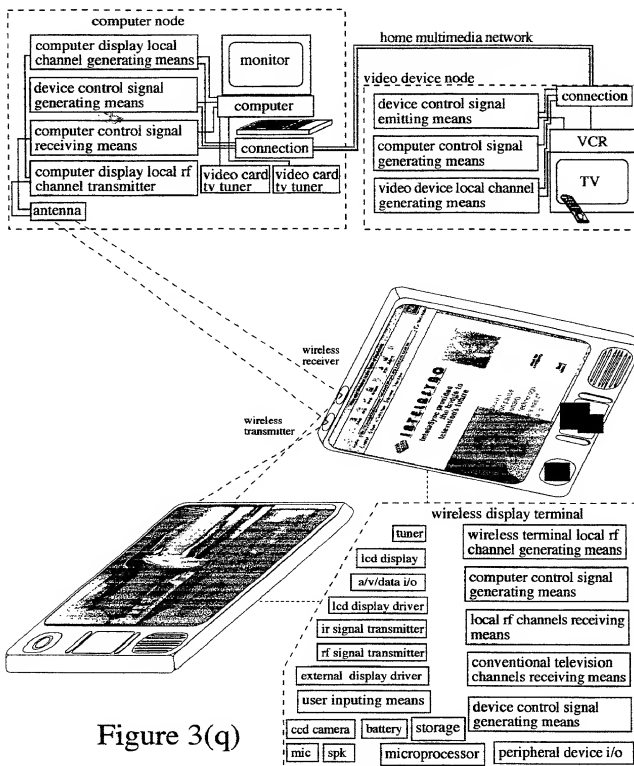 computer node
computer display local
channel generating means
device control signal
generating means
computer control signal
receiving means
computer display local rf
channel transmitter
antenna
monitor
computer
connection
video card
tv tuner
video card
tv tuner
home multimedia network
video device node
device control signal
emitting means
computer control signal
generating means
video device local channel
generating means
connection
VCR
TV
wireless
receiver
wireless
transmitter
wireless display terminal
tuner
lcd display
a/v/data i/o
lcd display driver
ir signal transmitter
rf signal transmitter
external display driver
user inputing means
ccd camera
battery
storage
mic
spk
microprocessor
wireless terminal local rf
channel generating means
computer control signal
generating means
local rf channels receiving
means
conventional television
channels receiving means
device control signal
generating means
peripheral device i/o
Figure 3(q)